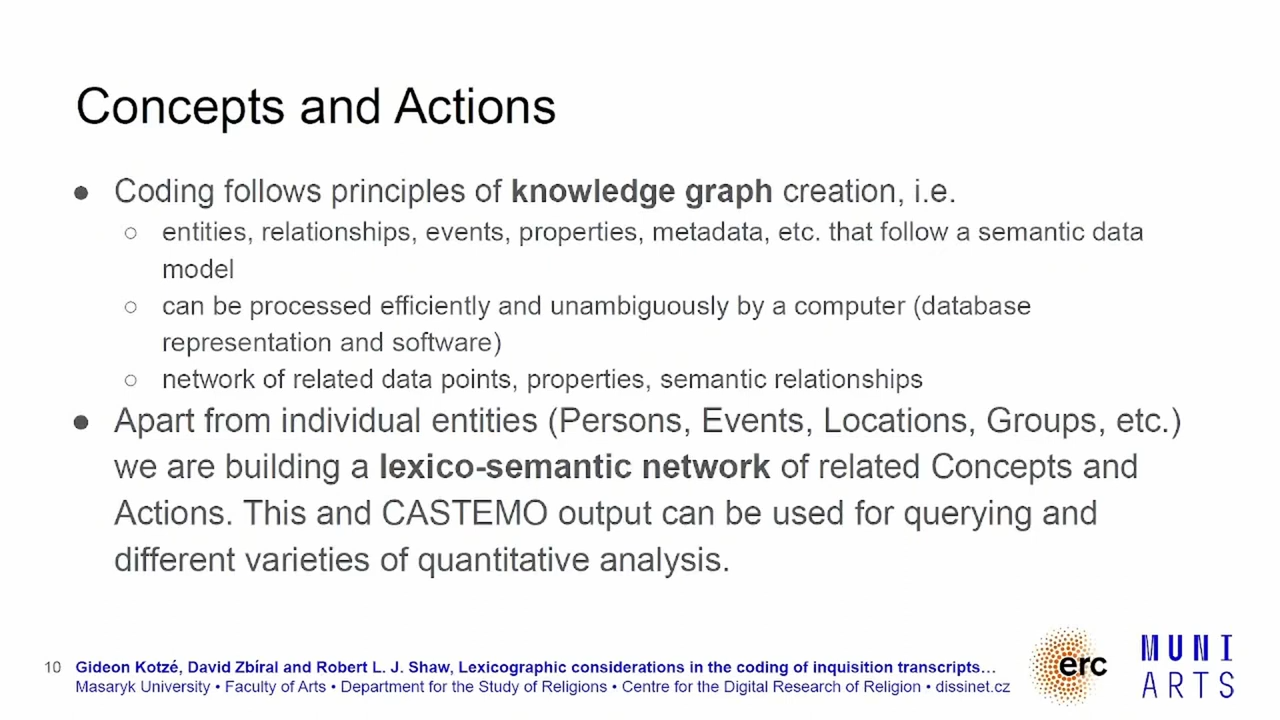 Concepts and Actions
● Coding follows principles of knowledge graph creation, i.e.
○ entities, relationships, events, properties, metadata, etc. that follow a semantic data
model
○ can be processed efficiently and unambiguously by a computer (database
representation and software)
○ network of related data points, properties, semantic relationships
● Apart from individual entities (Persons, Events, Locations, Groups, etc.)
we are building a lexico-semantic network of related Concepts and
Actions. This and CASTEMO output can be used for querying and
different varieties of quantitative analysis.
10 Gideon Kotzé, David Zbíral and Robert L. J. Shaw, Lexicographic considerations in the coding of inquisition transcripts…
Masaryk University • Faculty of Arts • Department for the Study of Religions • Centre for the Digital Research of Religion • dissinet.cz
erc
MUNI
ARTS